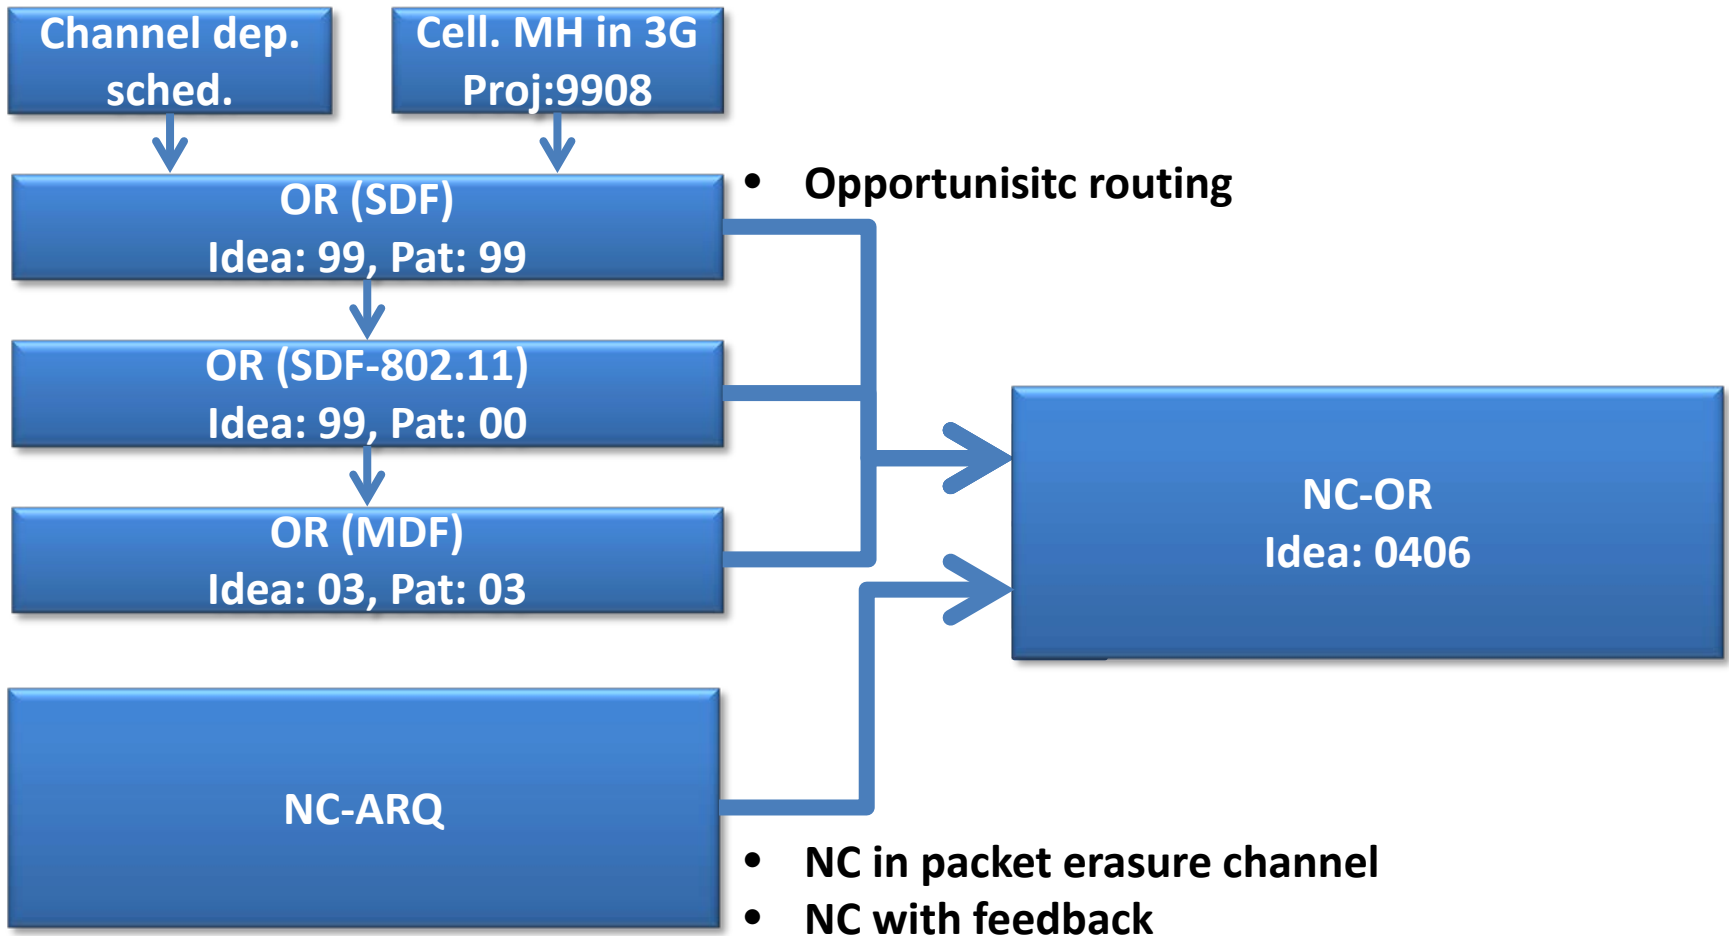 Channel dep.
sched.
Cell. MH in 3G
Proj:9908
OR (SDF)
Idea: 99, Pat: 99
• Opportunisitc routing
OR (SDF-802.11)
Idea: 99, Pat: 00
OR (MDF)
Idea: 03, Pat: 03
NC-OR
Idea: 0406
NC-ARQ
• NC in packet erasure channel
• NC with feedback